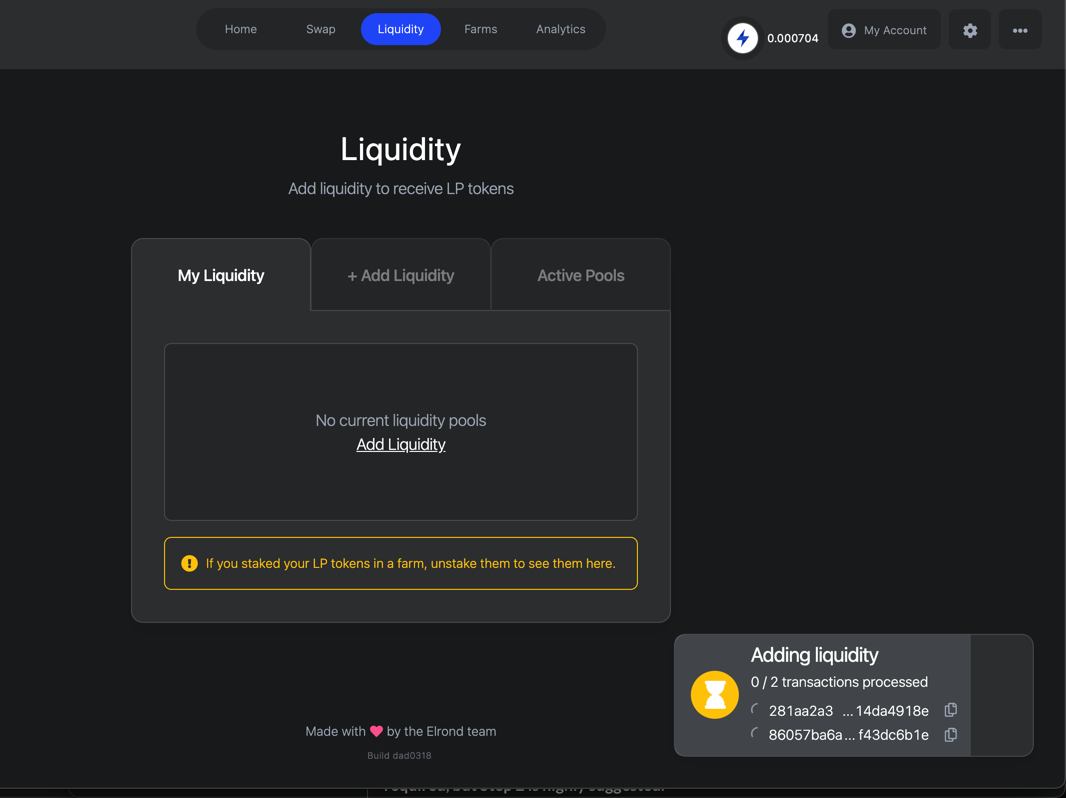 Home Swap Liquidity Farms Analytics
0.000704
My Account
Liquidity
Add liquidity to receive LP tokens
My Liquidity
+ Add Liquidity
Active Pools
No current liquidity pools
Add Liquidity
If you staked your LP tokens in a farm, unstake them to see them here.
Adding liquidity
0 / 2 transactions processed
281aa2a3 ...14da4918e
86057ba6a... f43dc6b1e
Made with ❤ by the Elrond team
Build dad0318